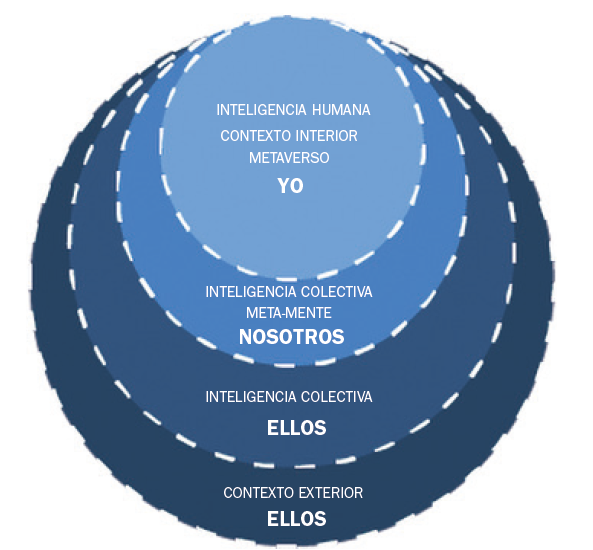 INTELIGENCIA HUMANA
CONTEXTO INTERIOR
METAVERSO
YO
INTELIGENCIA COLECTIVA
META-MENTE
NOSOTROS
INTELIGENCIA COLECTIVA
ELLOS
CONTEXTO EXTERIOR
ELLOS